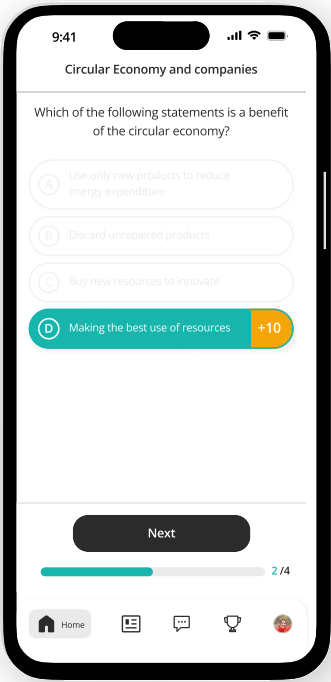 9:41
Circular Economy and companies
Which of the following statements is a benefit
of the circular economy?
A
Use only new products to reduce
energy expenditure
B
Discard unrepaired products
C
Buy new resources to innovate
D
Making the best use of resources
+10
Next
2 /4
Home